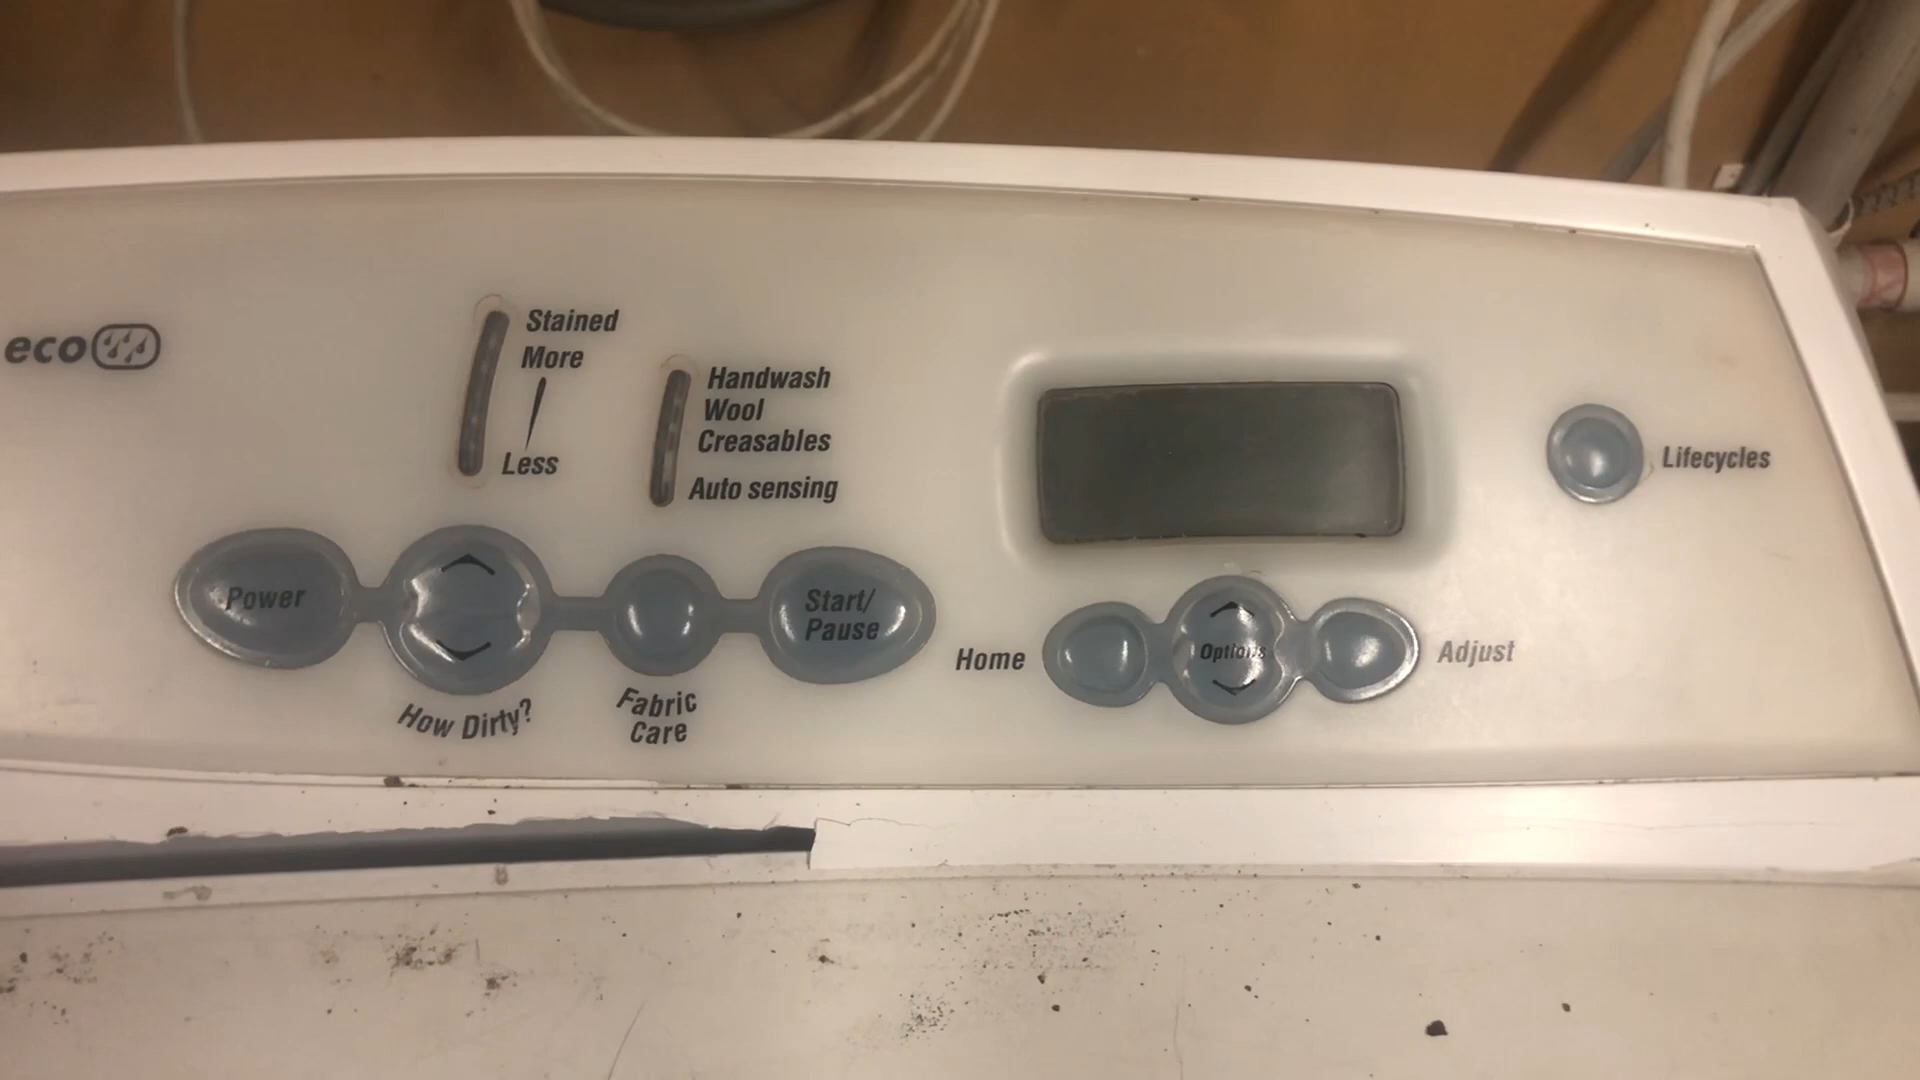 eco
Stained
More
Less
Handwash
Wool
Creasables
Auto sensing
Power
How Dirty?
Fabric
Care
Start/
Pause
Home
Options
Adjust
Lifecycles